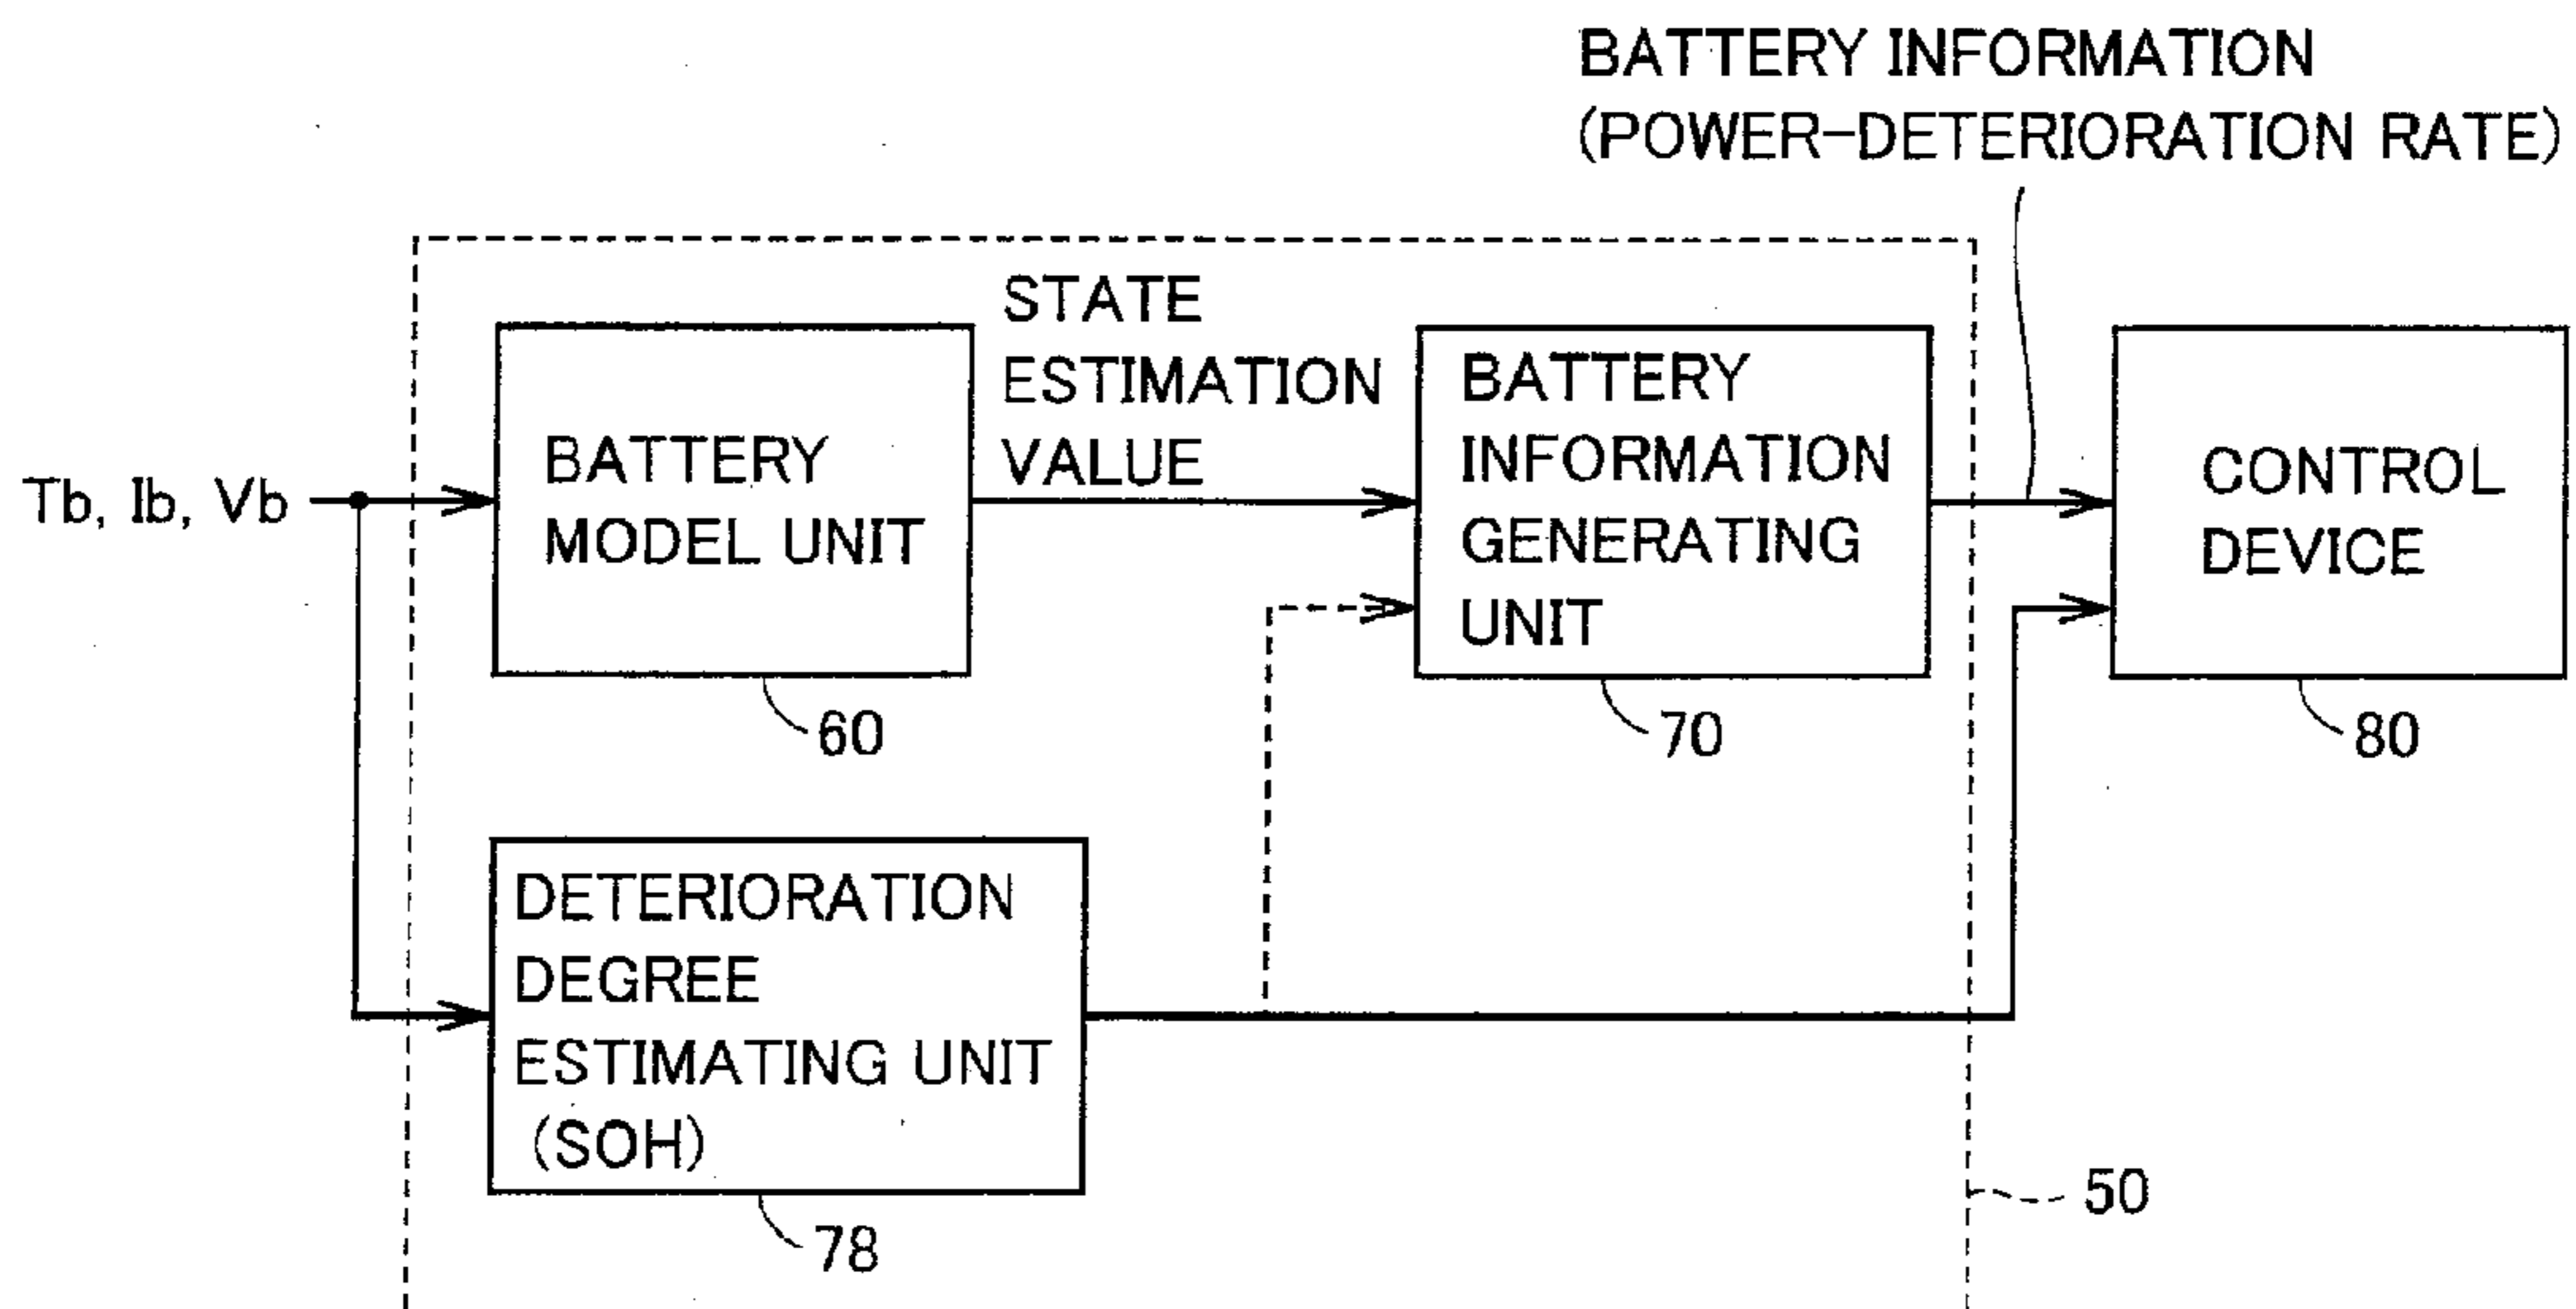 BATTERY INFORMATION
(POWER-DETERIORATION RATE)
STATE
ESTIMATION
VALUE
Tb, Ib, Vb
BATTERY
MODEL UNIT
BATTERY
INFORMATION
GENERATING
UNIT
CONTROL
DEVICE
60
70
80
DETERIORATION
DEGREE
ESTIMATING UNIT
(SOH)
78
50